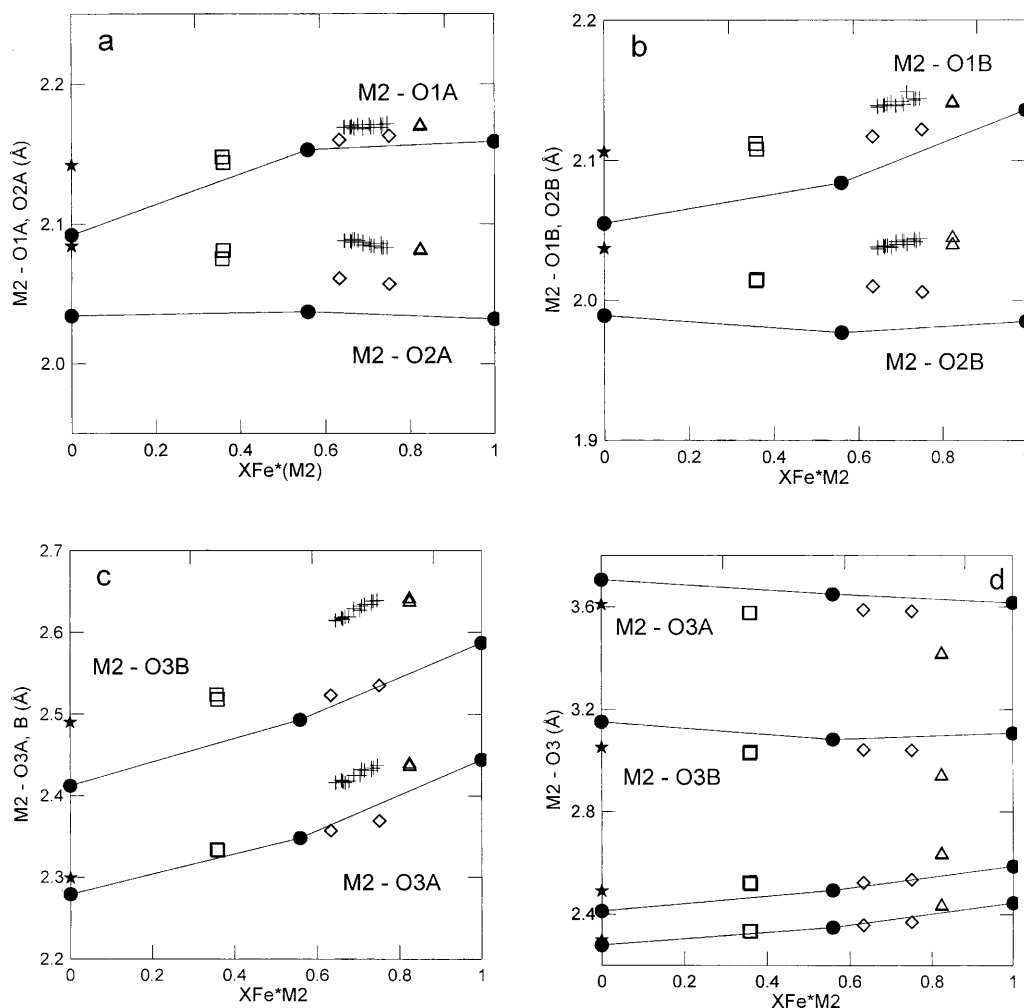 a
M2 - O1A
M2 - O2A
M2 - O1A, O2A (Å)
2.2
2.1
2.0
0
0.2
0.4
0.6
0.8
1
XFe*(M2)
b
M2 - O1B
M2 - O2B
M2 - O1B, O2B (Å)
2.2
2.1
2.0
1.9
0
0.2
0.4
0.6
0.8
1
XFe*M2
c
M2 - O3B
M2 - O3A
M2 - O3A, B (Å)
2.7
2.6
2.5
2.4
2.3
2.2
0
0.2
0.4
0.6
0.8
1
XFe*M2
d
M2 - O3A
M2 - O3B
M2 - O3 (Å)
3.6
3.2
2.8
2.4
0
0.2
0.4
0.6
0.8
1
XFe*M2